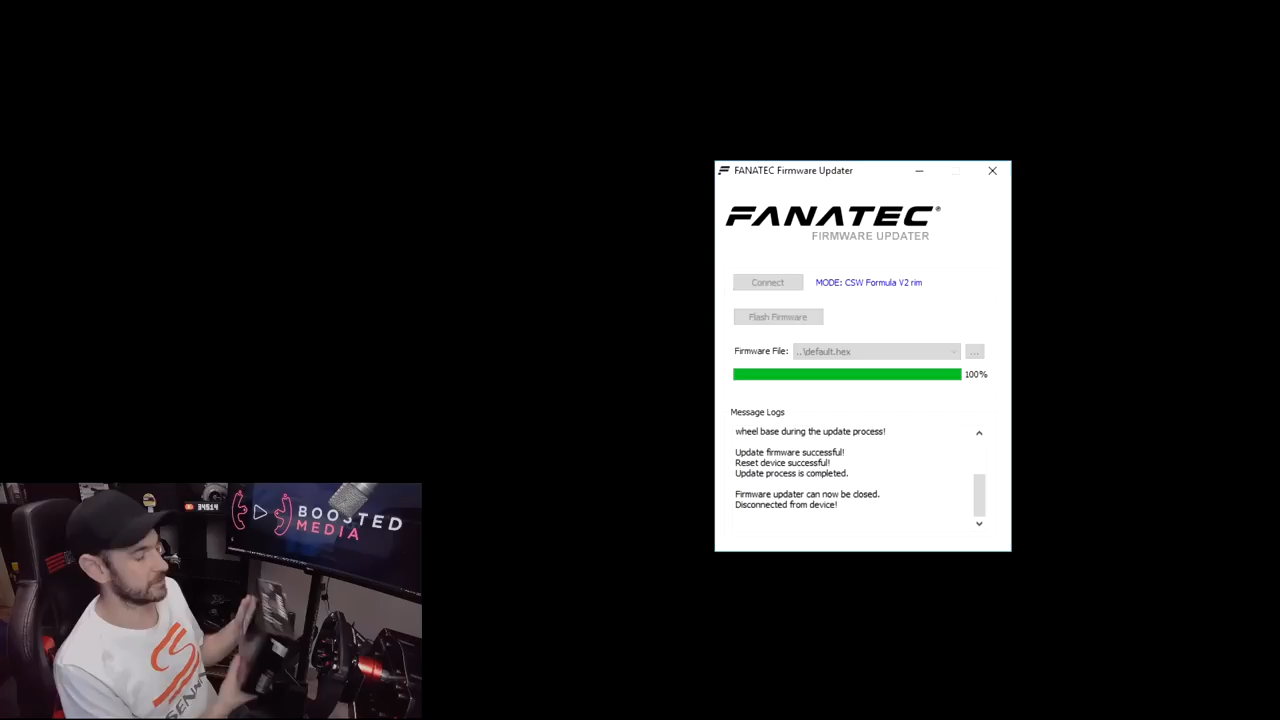 FANATEC Firmware Updater
FANATEC®
FIRMWARE UPDATER
Connect
MODE: CSW Formula V2 rim
Flash Firmware
Firmware File:
..\default.hex
...
100%
Message Logs
wheel base during the update process!
Update firmware successful!
Reset device successful!
Update process is completed.
Firmware updater can now be closed.
Disconnected from device!
BOOSTED
MEDIA